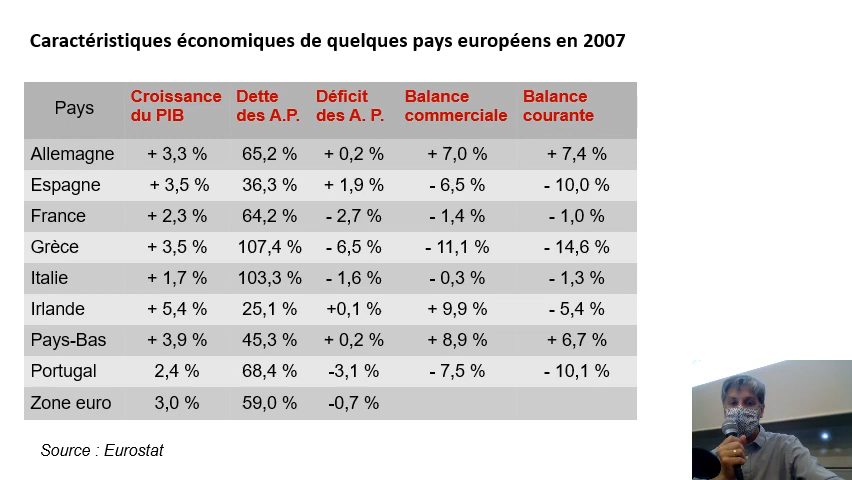 Caractéristiques économiques de quelques pays européens en 2007
Pays Croissance du PIB Dette des A.P. Déficit des A. P. Balance commerciale Balance courante
Allemagne + 3,3 % 65,2 % + 0,2 % + 7,0 % + 7,4 %
Espagne + 3,5 % 36,3 % + 1,9 % - 6,5 % - 10,0 %
France + 2,3 % 64,2 % - 2,7 % - 1,4 % - 1,0 %
Grèce + 3,5 % 107,4 % - 6,5 % - 11,1 % - 14,6 %
Italie + 1,7 % 103,3 % - 1,6 % - 0,3 % - 1,3 %
Irlande + 5,4 % 25,1 % +0,1 % + 9,9 % - 5,4 %
Pays-Bas + 3,9 % 45,3 % + 0,2 % + 8,9 % + 6,7 %
Portugal 2,4 % 68,4 % -3,1 % - 7,5 % - 10,1 %
Zone euro 3,0 % 59,0 % -0,7 %
Source : Eurostat